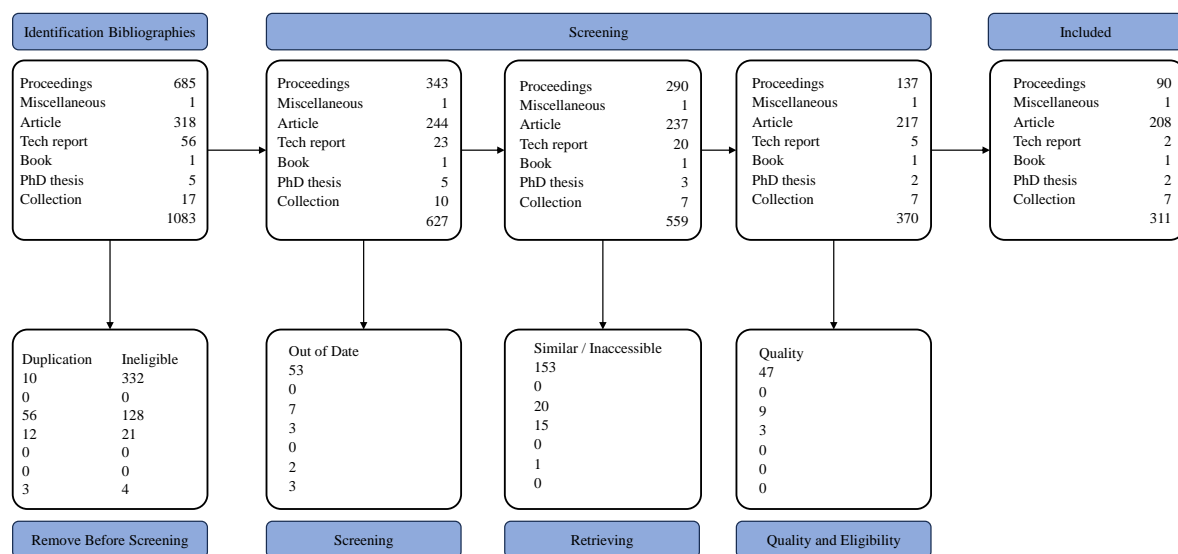 Identification Bibliographies
Screening
Included
Proceedings 685
Miscellaneous 1
Article 318
Tech report 56
Book 1
PhD thesis 5
Collection 17
1083
Proceedings 343
Miscellaneous 1
Article 244
Tech report 23
Book 1
PhD thesis 5
Collection 10
627
Proceedings 290
Miscellaneous 1
Article 237
Tech report 20
Book 1
PhD thesis 3
Collection 7
559
Proceedings 137
Miscellaneous 1
Article 217
Tech report 5
Book 1
PhD thesis 2
Collection 7
370
Proceedings 90
Miscellaneous 1
Article 208
Tech report 2
Book 1
PhD thesis 2
Collection 7
311
Duplication Ineligible
10 332
0 0
56 128
12 21
0 0
0 0
3 4
Out of Date
53
0
7
3
0
2
3
Similar / Inaccessible
153
0
20
15
0
1
0
Quality
47
0
9
3
0
0
0
Remove Before Screening
Screening
Retrieving
Quality and Eligibility